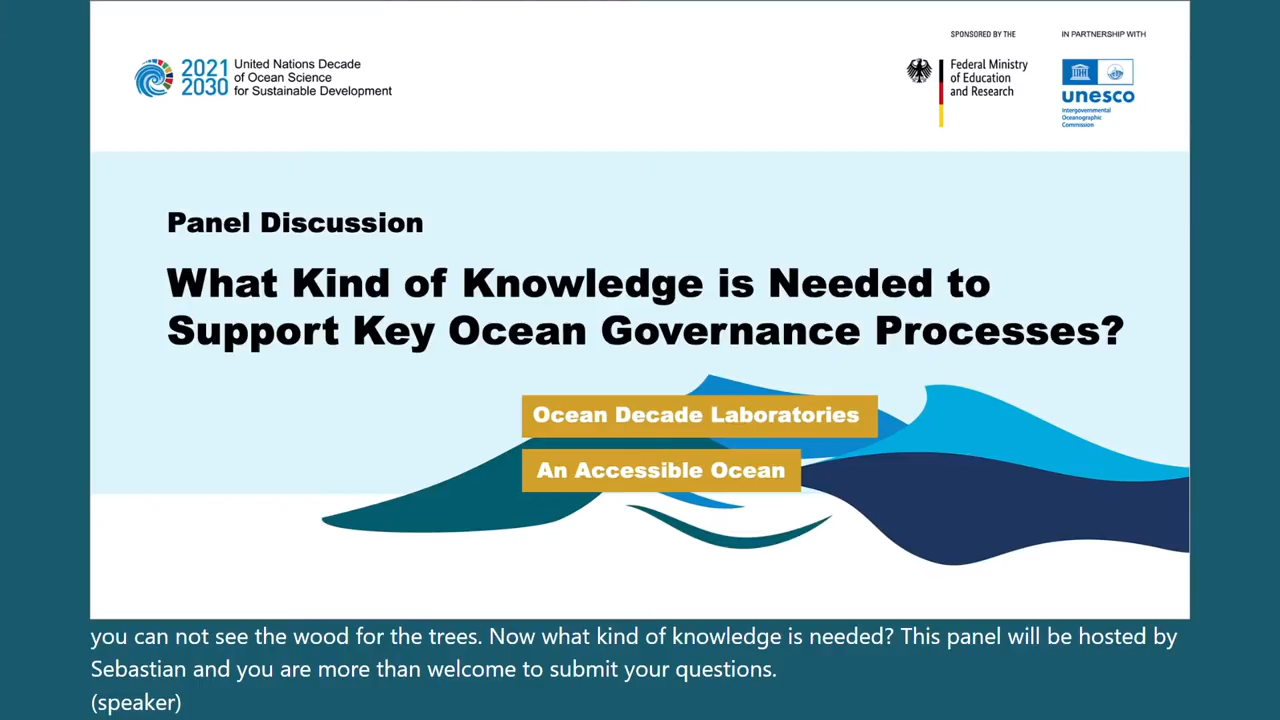 2021
2030
United Nations Decade
of Ocean Science
for Sustainable Development
SPONSORED BY THE
Federal Ministry
of Education
and Research
IN PARTNERSHIP WITH
unesco
Intergovernmental
Oceanographic
Commission
Panel Discussion
What Kind of Knowledge is Needed to
Support Key Ocean Governance Processes?
Ocean Decade Laboratories
An Accessible Ocean
you can not see the wood for the trees. Now what kind of knowledge is needed? This panel will be hosted by
Sebastian and you are more than welcome to submit your questions.
(speaker)